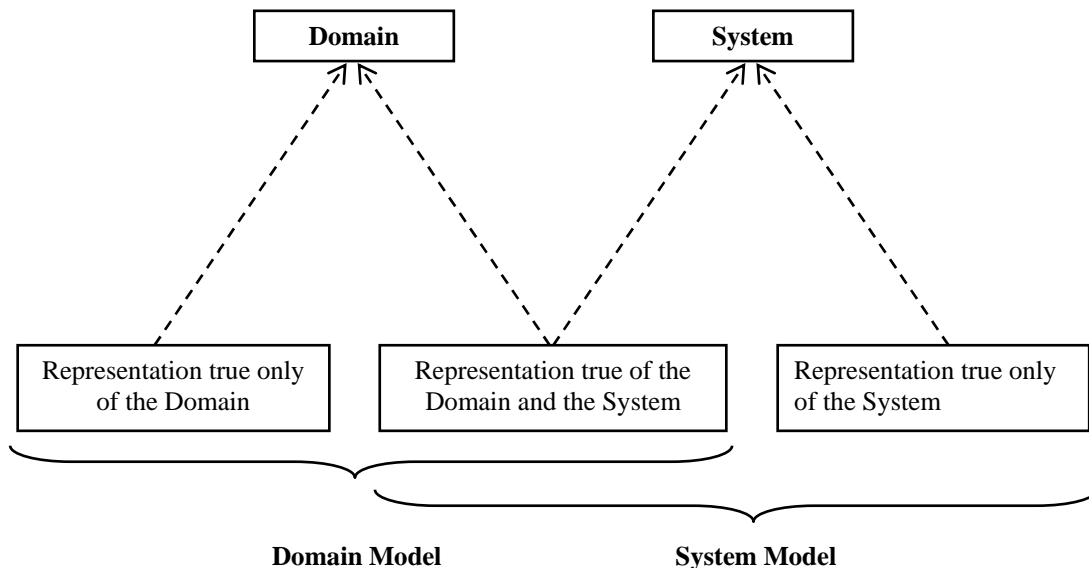 Domain
System
Representation true only
of the Domain
Representation true of the
Domain and the System
Representation true only
of the System
Domain Model
System Model